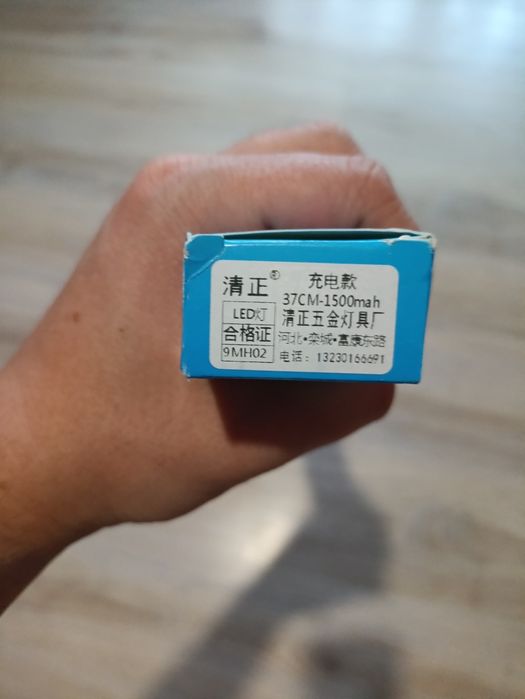 清正®
LED灯
合格证
9MH02
充电款
37CM-1500mah
清正五金灯具厂
河北•栾城•富康东路
电话：13230166691